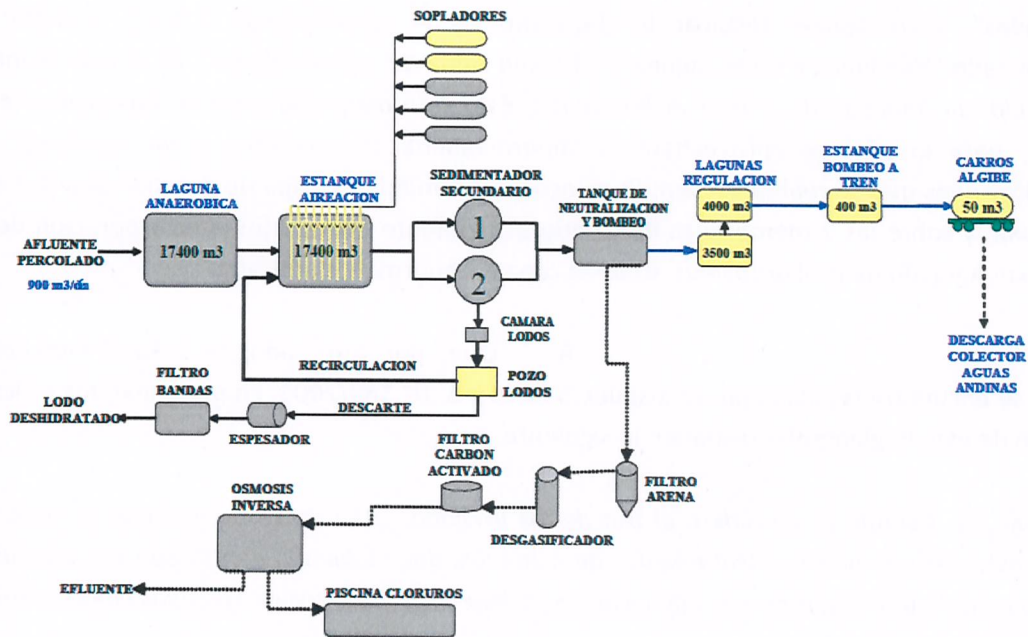 SOPLADORES
LAGUNA
ANAEROBICA
17400 m3
ESTANQUE
AIREACION
17400 m3
SEDIMENTADOR
SECUNDARIO
1
2
TANQUE DE
NEUTRALIZACION
Y BOMBEO
LAGUNAS
REGULACION
4000 m3
3500 m3
ESTANQUE
BOMBEO A
TREN
400 m3
CARROS
ALGIBE
50 m3
AFLUENTE
PERCOLADO
900 m3/dia
CAMARA
LODOS
DESCARGA
COLECTOR
AGUAS
ANDINAS
RECIRCULACION
POZO
LODOS
FILTRO
BANDAS
LODO
DESHIDRATADO
DESCARTE
ESPESADOR
FILTRO
CARBON
ACTIVADO
FILTRO
ARENA
OSMOSIS
INVERSA
DESGASIFICADOR
EFLUENTE
PISCINA CLORUROS